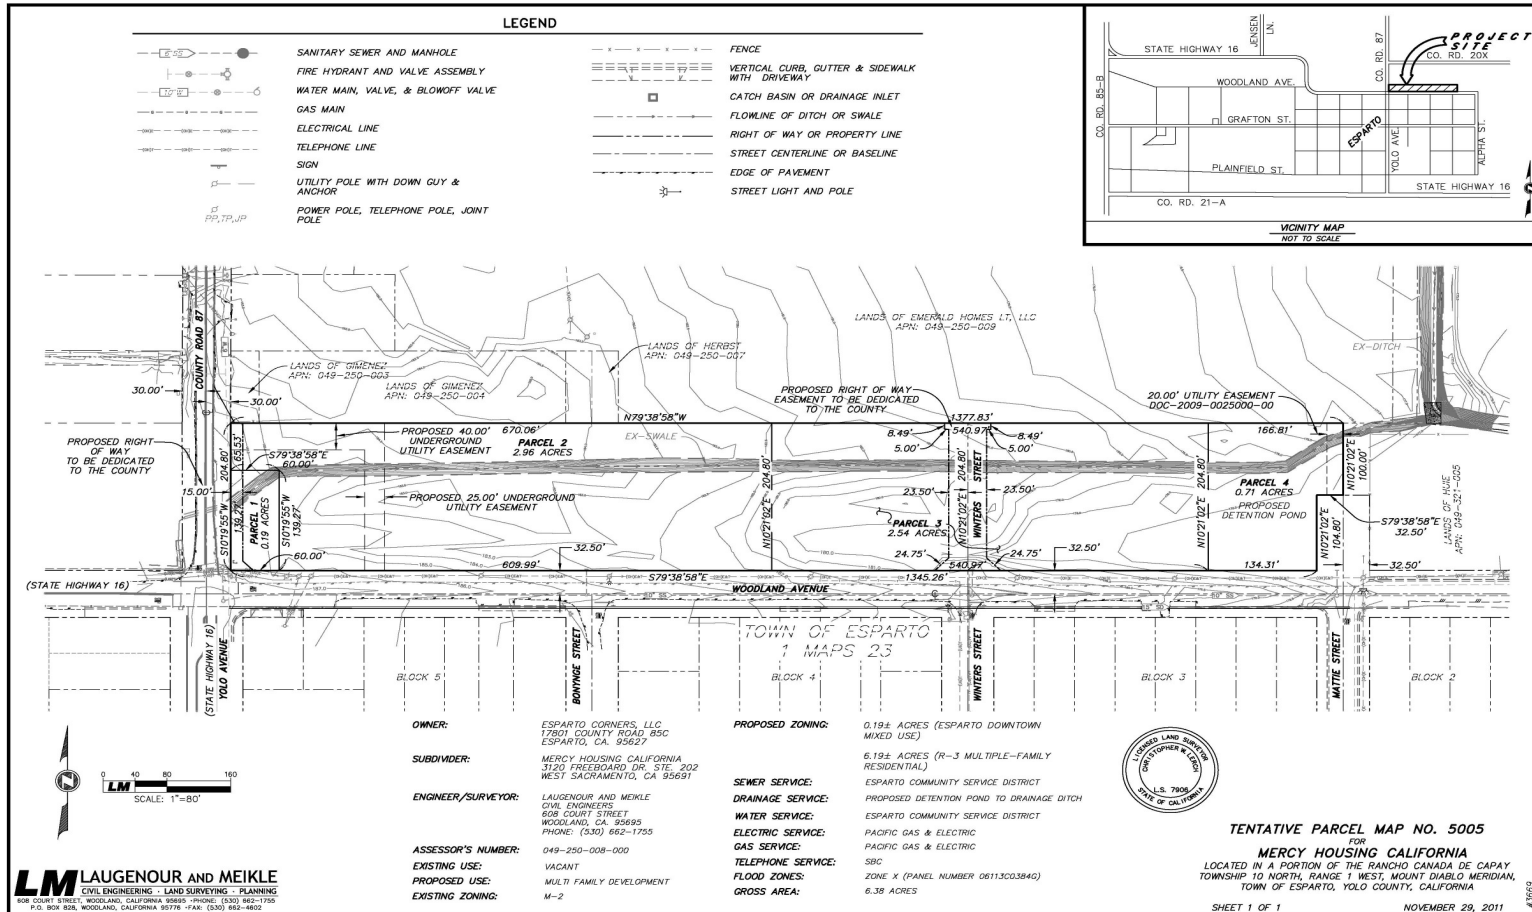 LEGEND
SANITARY SEWER AND MANHOLE
FIRE HYDRANT AND VALVE ASSEMBLY
WATER MAIN, VALVE, & BLOWOFF VALVE
GAS MAIN
ELECTRICAL LINE
TELEPHONE LINE
SIGN
UTILITY POLE WITH DOWN GUY &
ANCHOR
PP,TP,JP
POWER POLE, TELEPHONE POLE, JOINT
POLE
FENCE
VERTICAL CURB, GUTTER & SIDEWALK
WITH DRIVEWAY
CATCH BASIN OR DRAINAGE INLET
FLOWLINE OF DITCH OR SWALE
RIGHT OF WAY OR PROPERTY LINE
STREET CENTERLINE OR BASELINE
EDGE OF PAVEMENT
STREET LIGHT AND POLE
STATE HIGHWAY 16
JENSEN
LN.
CO. RD. 87
PROJECT
SITE
CO. RD. 20X
CO. RD. 85-B
WOODLAND AVE.
GRAFTON ST.
ESPARTO
YOLO AVE.
ALPHA ST.
PLAINFIELD ST.
STATE HIGHWAY 16
CO. RD. 21-A
VICINITY MAP
NOT TO SCALE
COUNTY ROAD 87
30.00'
30.00'
LANDS OF GIMENEZ
APN: 049-250-003
LANDS OF GIMENEZ
APN: 049-250-004
LANDS OF HERBST
APN: 049-250-007
LANDS OF EMERALD HOMES LT, LLC
APN: 049-250-009
EX-DITCH
PROPOSED RIGHT OF WAY
EASEMENT TO BE DEDICATED
TO THE COUNTY
20.00' UTILITY EASEMENT
DOC-2009-0025000-00
N79°38'58"W
1377.83'
670.06'
540.97'
166.81'
PROPOSED RIGHT
OF WAY
TO BE DEDICATED
TO THE COUNTY
PROPOSED 40.00'
UNDERGROUND
UTILITY EASEMENT
PARCEL 2
2.96 ACRES
EX-SWALE
8.49'
5.00'
8.49'
5.00'
204.80'
65.53'
S79°38'58"E
60.00'
15.00'
S10°19'55"W
139.27'
PARCEL 1
0.19 ACRES
S10°19'55"W
139.27'
PROPOSED 25.00' UNDERGROUND
UTILITY EASEMENT
N10°21'02"E 204.80'
23.50'
204.80'
N10°21'02"E
WINTERS STREET
23.50'
PARCEL 3
2.54 ACRES
N10°21'02"E 204.80'
PARCEL 4
0.71 ACRES
PROPOSED
DETENTION POND
N10°21'02"E
100.00'
N10°21'02"E
104.80'
S79°38'58"E
32.50'
LANDS OF HUIE
APN: 049-321-005
60.00'
609.99'
32.50'
24.75'
540.97'
24.75'
32.50'
134.31'
32.50'
(STATE HIGHWAY 16)
S79°38'58"E
1345.26'
WOODLAND AVENUE
TOWN OF ESPARTO
1 MAPS 23
(STATE HIGHWAY 16)
YOLO AVENUE
BLOCK 5
BONYNGE STREET
BLOCK 4
WINTERS STREET
BLOCK 3
MATTIE STREET
BLOCK 2
0 40 80 160
LM
SCALE: 1"=80'
OWNER:
ESPARTO CORNERS, LLC
17801 COUNTY ROAD 85C
ESPARTO, CA. 95627
SUBDIVIDER:
MERCY HOUSING CALIFORNIA
3120 FREEBOARD DR. STE. 202
WEST SACRAMENTO, CA 95691
ENGINEER/SURVEYOR:
LAUGENOUR AND MEIKLE
CIVIL ENGINEERS
608 COURT STREET
WOODLAND, CA. 95695
PHONE: (530) 662-1755
ASSESSOR'S NUMBER: 049-250-008-000
EXISTING USE: VACANT
PROPOSED USE: MULTI FAMILY DEVELOPMENT
EXISTING ZONING: M-2
PROPOSED ZONING:
0.19± ACRES (ESPARTO DOWNTOWN
MIXED USE)
6.19± ACRES (R-3 MULTIPLE-FAMILY
RESIDENTIAL)
SEWER SERVICE: ESPARTO COMMUNITY SERVICE DISTRICT
DRAINAGE SERVICE: PROPOSED DETENTION POND TO DRAINAGE DITCH
WATER SERVICE: ESPARTO COMMUNITY SERVICE DISTRICT
ELECTRIC SERVICE: PACIFIC GAS & ELECTRIC
GAS SERVICE: PACIFIC GAS & ELECTRIC
TELEPHONE SERVICE: SBC
FLOOD ZONES: ZONE X (PANEL NUMBER 06113C0384G)
GROSS AREA: 6.38 ACRES
LICENSED LAND SURVEYOR
CHRISTOPHER W. LERCH
L.S. 7906
STATE OF CALIFORNIA
TENTATIVE PARCEL MAP NO. 5005
FOR
MERCY HOUSING CALIFORNIA
LOCATED IN A PORTION OF THE RANCHO CANADA DE CAPAY
TOWNSHIP 10 NORTH, RANGE 1 WEST, MOUNT DIABLO MERIDIAN,
TOWN OF ESPARTO, YOLO COUNTY, CALIFORNIA
SHEET 1 OF 1 NOVEMBER 29, 2011
LM LAUGENOUR AND MEIKLE
CIVIL ENGINEERING · LAND SURVEYING · PLANNING
608 COURT STREET, WOODLAND, CALIFORNIA 95695 ·PHONE: (530) 662-1755
P.O. BOX 828, WOODLAND, CALIFORNIA 95776 ·FAX: (530) 662-4602